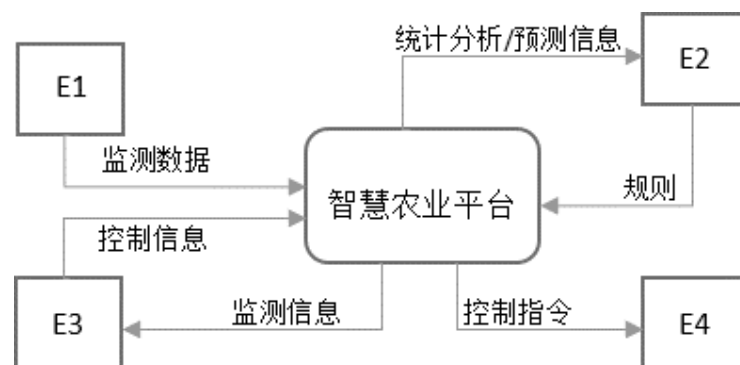 统计分析/预测信息
E1
E2
监测数据
智慧农业平台
规则
控制信息
监测信息
控制指令
E3
E4